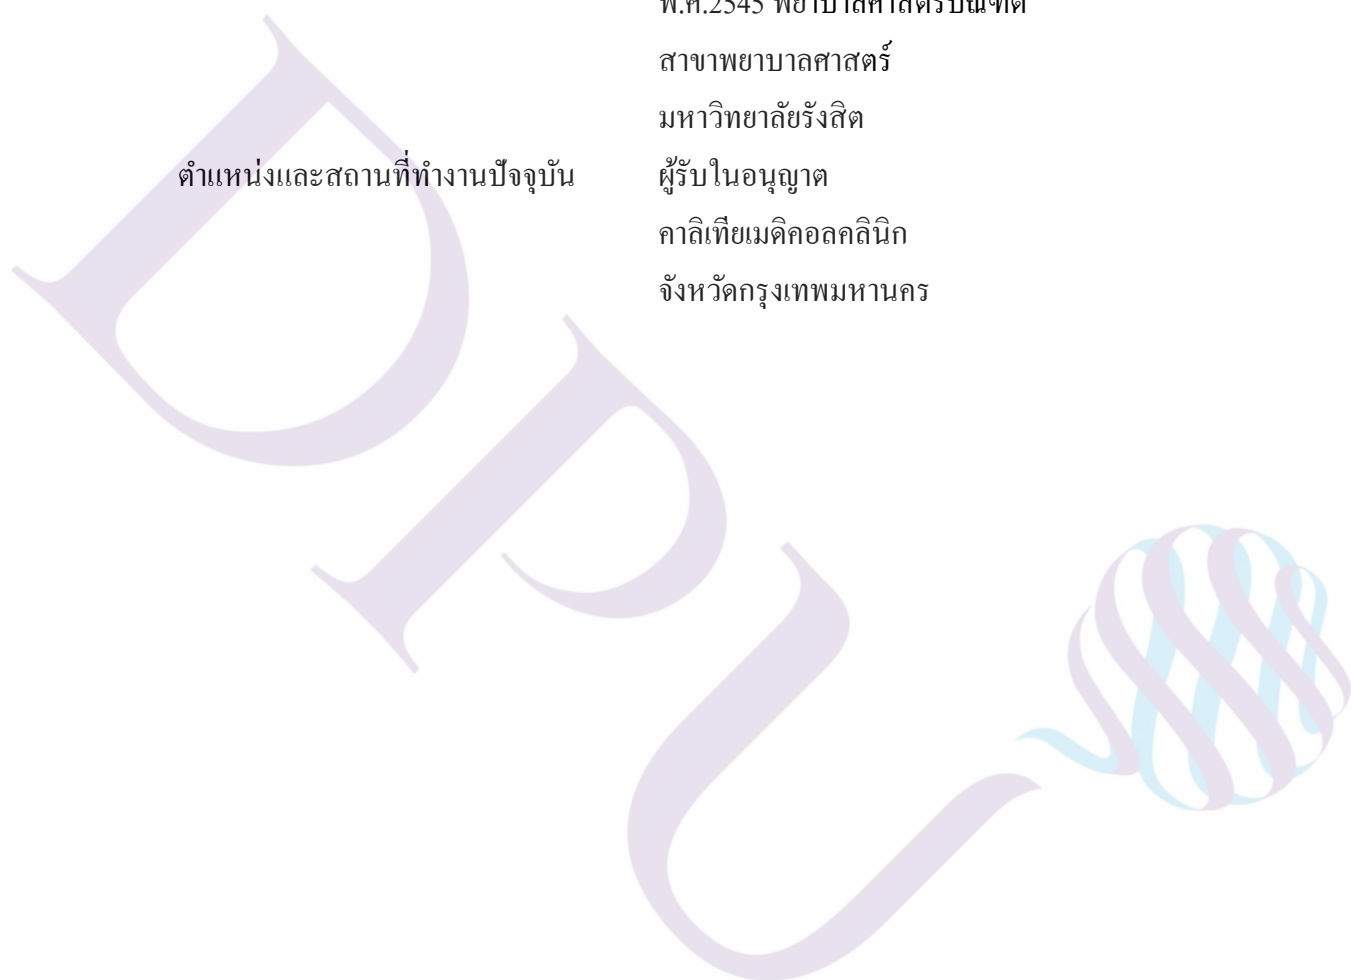 พ.ศ.2545 พยาบาลศาสตรบัณฑิต
สาขาพยาบาลศาสตร์
มหาวิทยาลัยรังสิต
ตำแหน่งและสถานที่ทำงานปัจจุบัน ผู้รับใบอนุญาต
คาลิเทียเมดิคอลคลินิก
จังหวัดกรุงเทพมหานคร
DPU